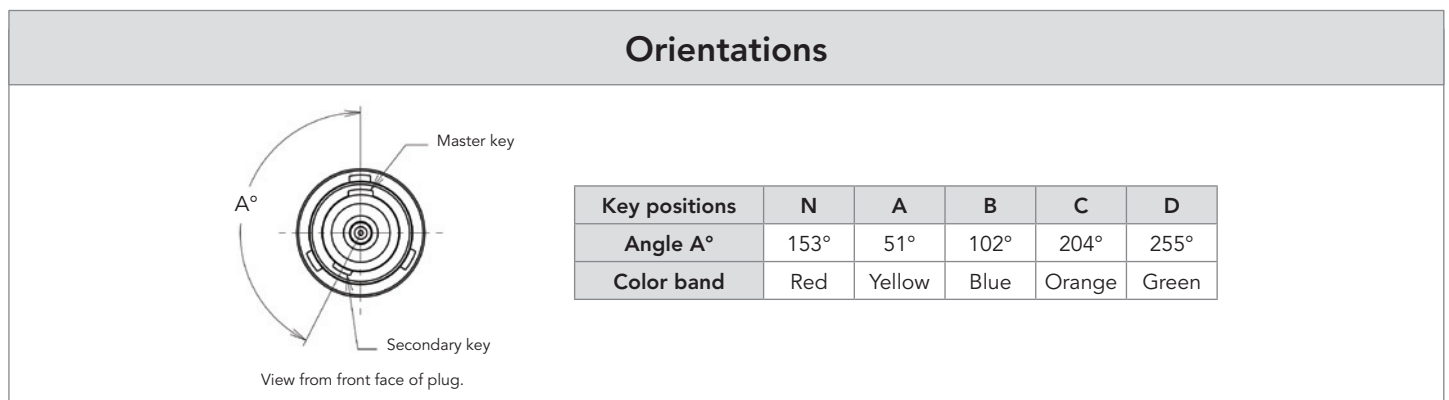 Orientations
Master key
A°
Secondary key
View from front face of plug.
Key positions N A B C D
Angle A° 153° 51° 102° 204° 255°
Color band Red Yellow Blue Orange Green